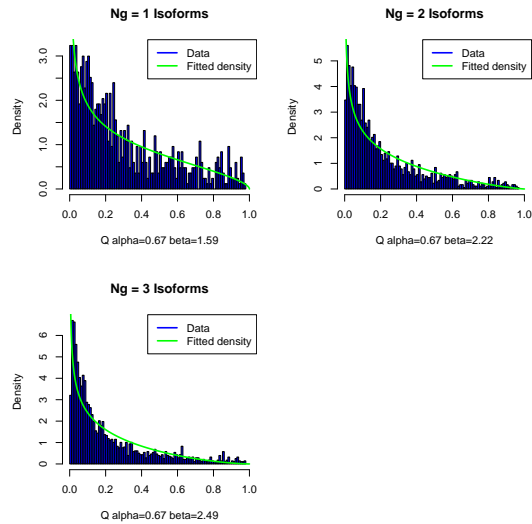 Ng = 1 Isoforms
Data
Fitted density
Density
0.0
1.0
2.0
3.0
0.0 0.2 0.4 0.6 0.8 1.0
Q alpha=0.67 beta=1.59
Ng = 2 Isoforms
Data
Fitted density
Density
0
1
2
3
4
5
0.0 0.2 0.4 0.6 0.8 1.0
Q alpha=0.67 beta=2.22
Ng = 3 Isoforms
Data
Fitted density
Density
0
1
2
3
4
5
6
0.0 0.2 0.4 0.6 0.8 1.0
Q alpha=0.67 beta=2.49